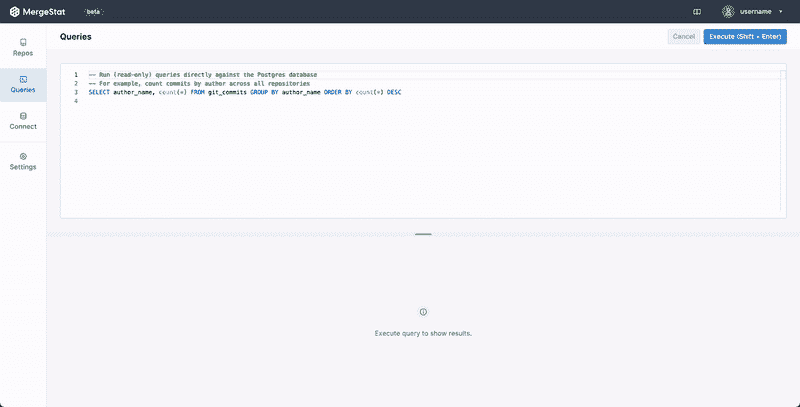 MergeStat beta username
Queries Cancel Execute (Shift + Enter)
Repos
Queries
Connect
Settings
1 -- Run (read-only) queries directly against the Postgres database
2 -- For example, count commits by author across all repositories
3 SELECT author_name, count(*) FROM git_commits GROUP BY author_name ORDER BY count(*) DESC
4
Execute query to show results.